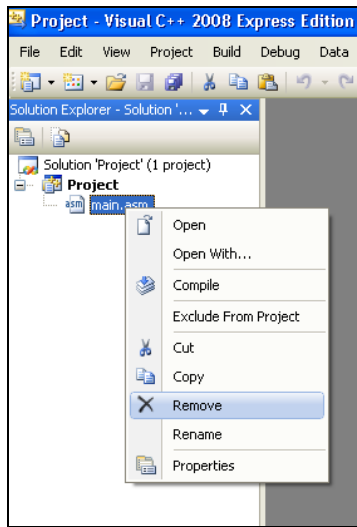 Project - Visual C++ 2008 Express Edition
File Edit View Project Build Debug Data
Solution Explorer - Solution '...
Solution 'Project' (1 project)
Project
asm main.asm
Open
Open With...
Compile
Exclude From Project
Cut
Copy
Remove
Rename
Properties